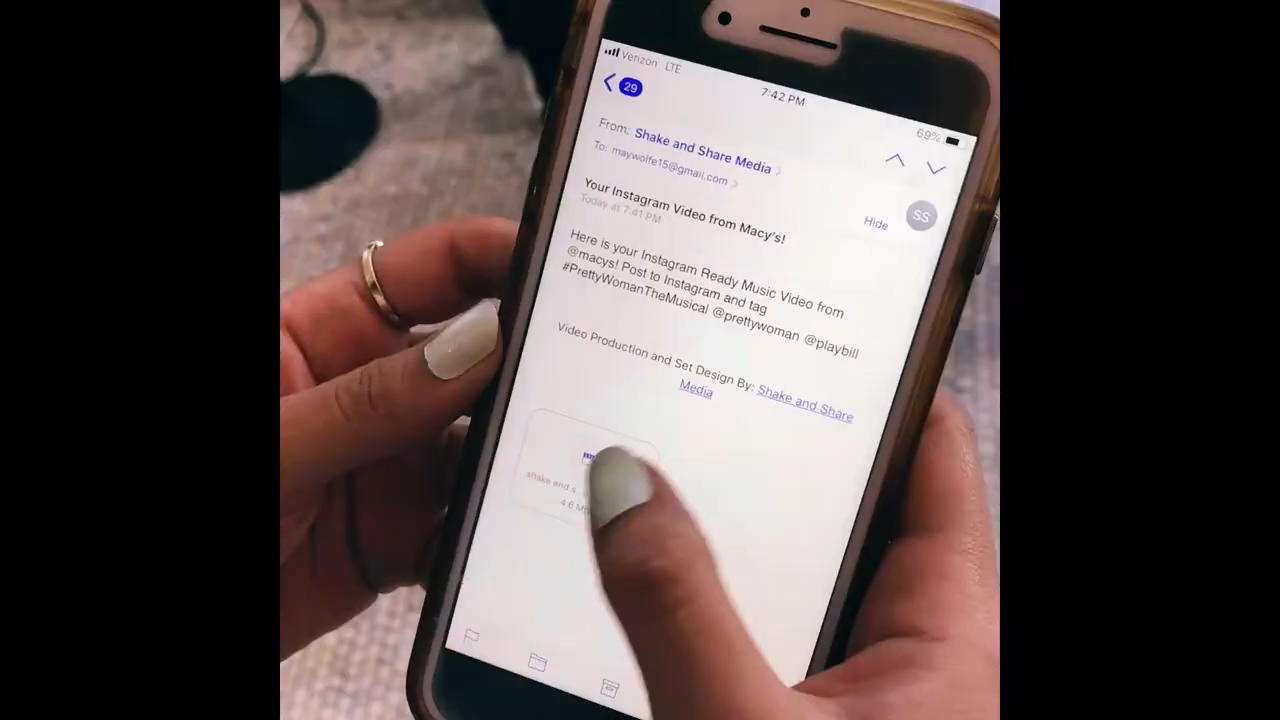 Verizon LTE
7:42 PM
69%
29
From: Shake and Share Media
To: maywolfe15@gmail.com
Your Instagram Video from Macy's!
Today at 7:41 PM
Hide
SS
Here is your Instagram Ready Music Video from
@macys! Post to Instagram and tag
#PrettyWomanTheMusical @prettywoman @playbill
Video Production and Set Design By: Shake and Share
Media
shake and s
4.6